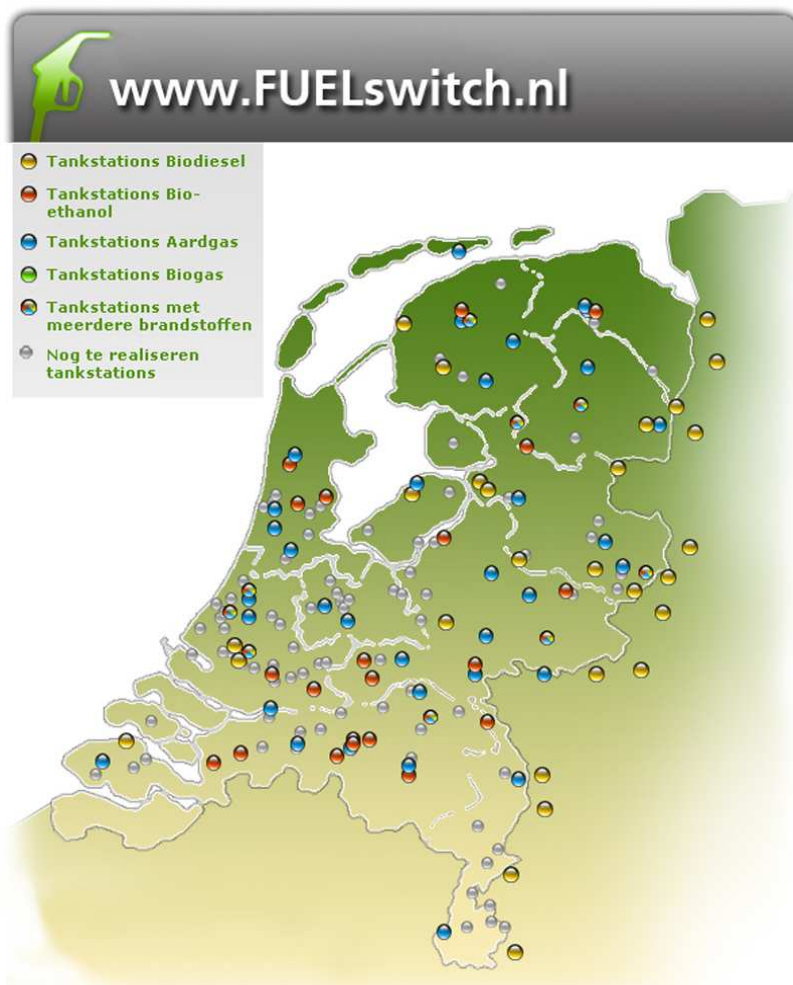 www.FUELswitch.nl
Tankstations Biodiesel
Tankstations Bio-
ethanol
Tankstations Aardgas
Tankstations Biogas
Tankstations met
meerdere brandstoffen
Nog te realiseren
tankstations